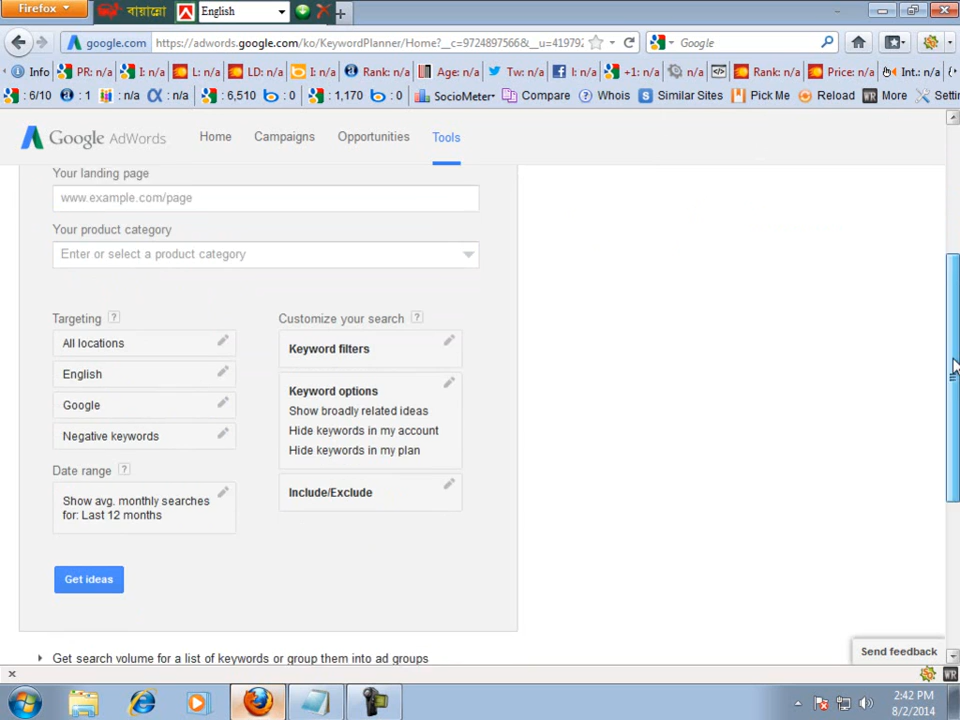 Firefox
বায়ান্নো
English
google.com https://adwords.google.com/ko/KeywordPlanner/Home?__c=9724897566&__u=41979
Google
Info PR: n/a I: n/a L: n/a LD: n/a I: n/a Rank: n/a Age: n/a Tw: n/a l: n/a +1: n/a n/a Rank: n/a Price: n/a Int.: n/a
: 6/10 : 1 : n/a : n/a : 6,510 : 0 : 1,170 : 0 SocioMeter Compare Whois Similar Sites Pick Me Reload More Setti
Google AdWords Home Campaigns Opportunities Tools
Your landing page
www.example.com/page
Your product category
Enter or select a product category
Targeting ?
All locations
English
Google
Negative keywords
Date range ?
Show avg. monthly searches
for: Last 12 months
Customize your search ?
Keyword filters
Keyword options
Show broadly related ideas
Hide keywords in my account
Hide keywords in my plan
Include/Exclude
Get ideas
Get search volume for a list of keywords or group them into ad groups
Send feedback
2:42 PM
8/2/2014